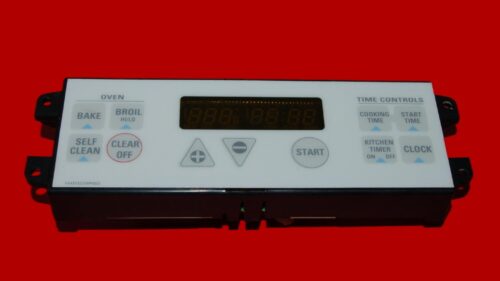 OVEN
BAKE
BROIL
HI/LO
SELF
CLEAN
CLEAR
OFF
START
TIME CONTROLS
COOKING
TIME
START
TIME
KITCHEN
TIMER
ON OFF
CLOCK